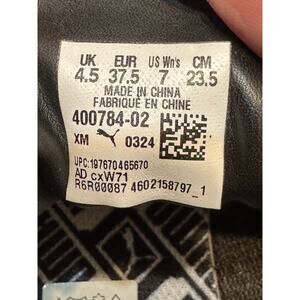 UK EUR US Wn's CM
4.5 37.5 7 23.5
MADE IN CHINA
FABRIQUÉ EN CHINE
400784-02
XM 0324
UPC:197670465670
AD cxW71
R6R00087 4602158797_1